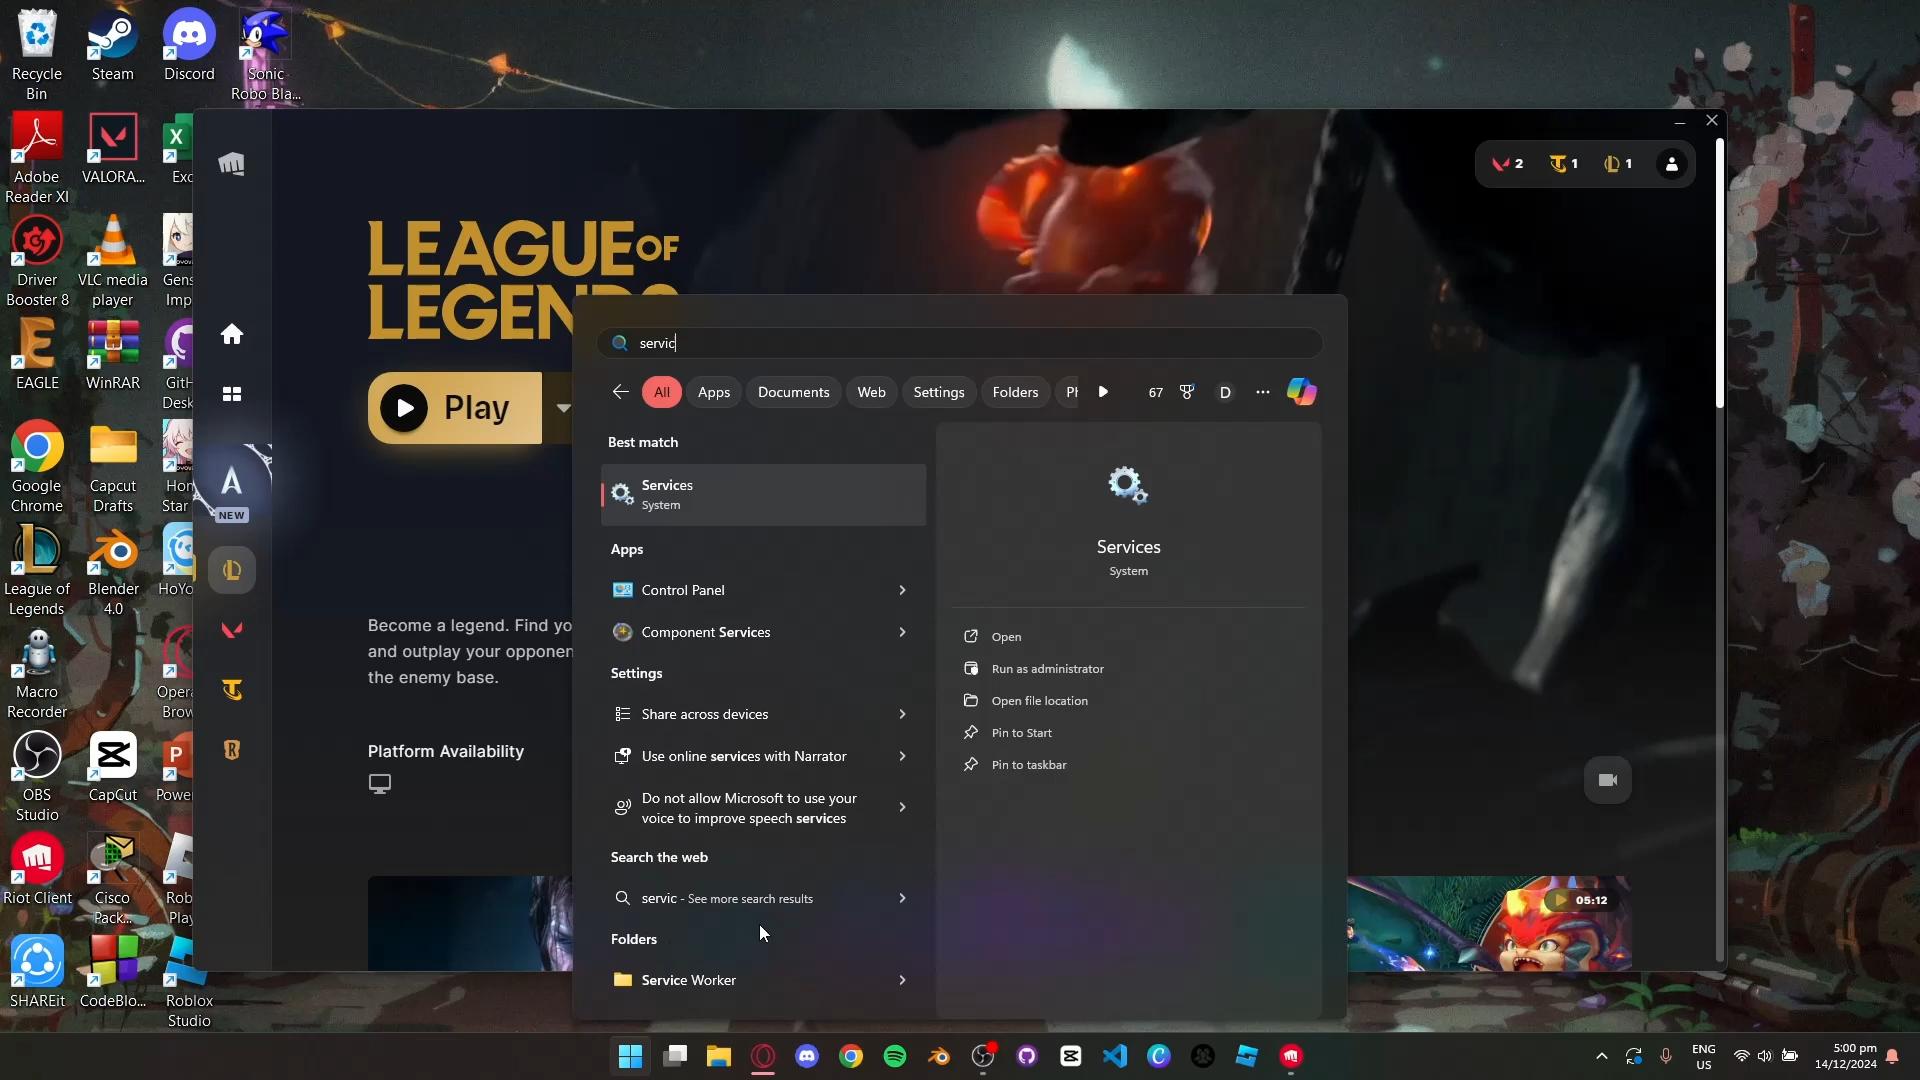 Recycle
Bin
Steam
Discord
Sonic
Robo Bla...
Adobe
Reader XI
VALORA...
Exc
Driver
Booster 8
VLC media
player
Gens
Imp
EAGLE
WinRAR
GitH
Desk
Google
Chrome
Capcut
Drafts
Hon
Star
League of
Legends
Blender
4.0
HoYo
Macro
Recorder
Opera
Brow
OBS
Studio
CapCut
Power
Riot Client
Cisco
Pack...
Rob
Play
SHAREit
CodeBlo...
Roblox
Studio
NEW
2
1
1
LEAGUE OF
LEGEN
Play
Become a legend. Find yo
and outplay your opponen
the enemy base.
Platform Availability
05:12
servic
All
Apps
Documents
Web
Settings
Folders
Ph
67
D
Best match
Services
System
Apps
Control Panel
Component Services
Settings
Share across devices
Use online services with Narrator
Do not allow Microsoft to use your
voice to improve speech services
Search the web
servic - See more search results
Folders
Service Worker
Services
System
Open
Run as administrator
Open file location
Pin to Start
Pin to taskbar
ENG
US
5:00 pm
14/12/2024